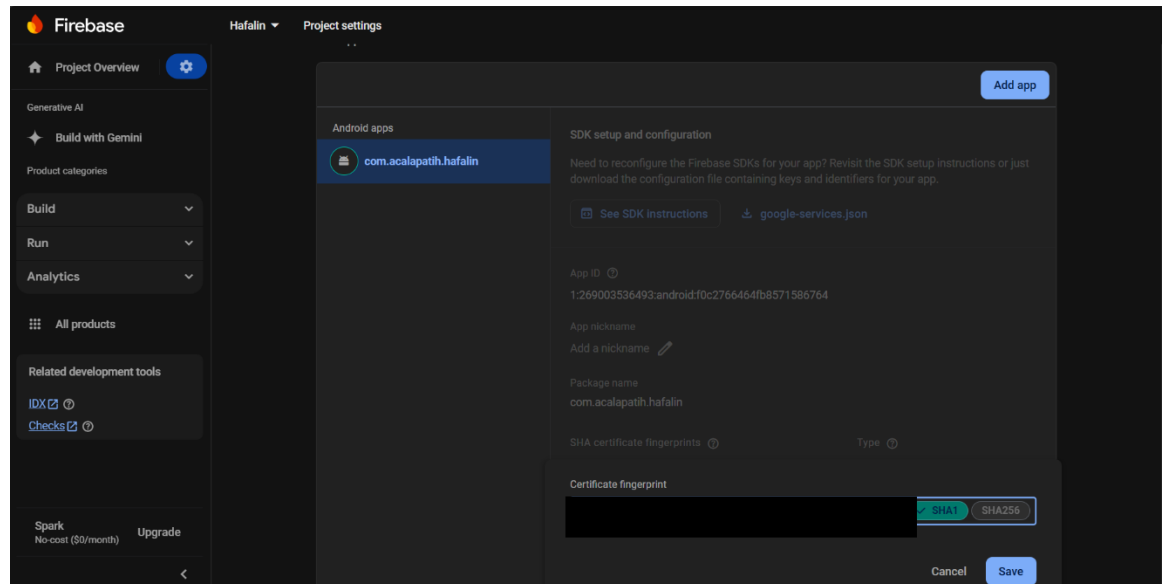 Firebase
Hafalin
Project settings
Project Overview
Generative AI
Build with Gemini
Product categories
Build
Run
Analytics
All products
Related development tools
IDX
Checks
Spark
No-cost ($0/month)
Upgrade
Add app
Android apps
com.acalapatih.hafalin
SDK setup and configuration
Need to reconfigure the Firebase SDKs for your app? Revisit the SDK setup instructions or just
download the configuration file containing keys and identifiers for your app.
See SDK instructions
google-services.json
App ID
1:269003536493:android:f0c2766464fb8571586764
App nickname
Add a nickname
Package name
com.acalapatih.hafalin
SHA certificate fingerprints
Type
Certificate fingerprint
SHA1
SHA256
Cancel
Save